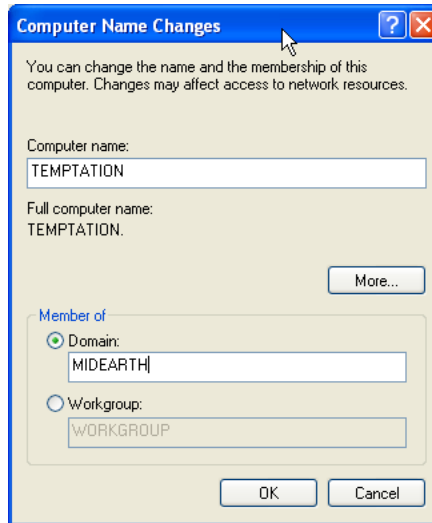 Computer Name Changes
You can change the name and the membership of this
computer. Changes may affect access to network resources.
Computer name:
TEMPTATION
Full computer name:
TEMPTATION.
More...
Member of
Domain:
MIDEARTH
Workgroup:
WORKGROUP
OK Cancel